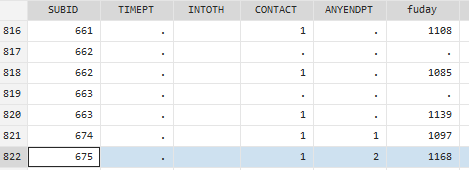 SUBID TIMEPT INTOTH CONTACT ANYENDPT fuday
816 661 . 1 . 1108
817 662 . . . .
818 662 . 1 . 1085
819 663 . . . .
820 663 . 1 . 1139
821 674 . 1 1 1097
822 675 . 1 2 1168